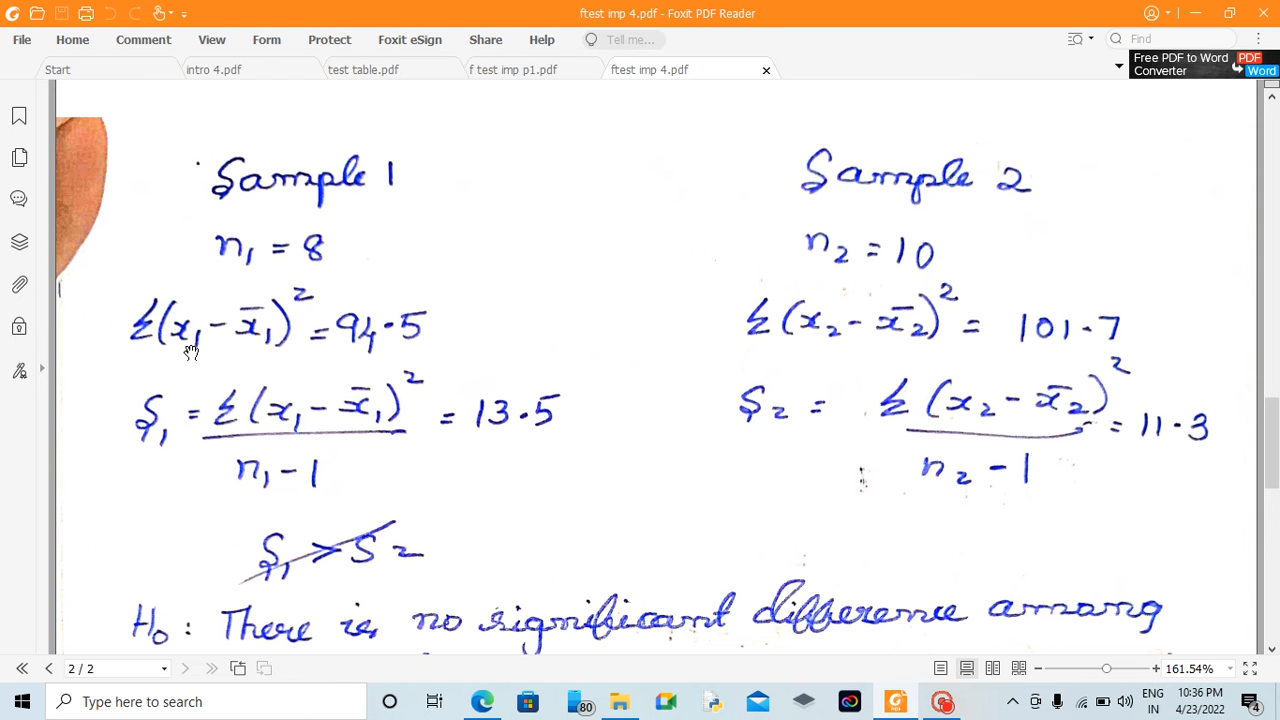 ftest imp 4.pdf - Foxit PDF Reader
File Home Comment View Form Protect Foxit eSign Share Help Tell me... Find
Start intro 4.pdf test table.pdf f test imp p1.pdf ftest imp 4.pdf
Free PDF to Word Converter PDF Word
Sample 1
n₁ = 8
Σ(x₁ - x̄₁)² = 94.5
S₁ = Σ(x₁ - x̄₁)² = 13.5
n₁ - 1
S₁ > S₂
Sample 2
n₂ = 10
Σ(x₂ - x̄₂)² = 101.7
S₂ = Σ(x₂ - x̄₂)² = 11.3
n₂ - 1
H₀ : There is no significant difference among
2 / 2 161.54%
Type here to search 80 ENG 10:36 PM
IN 4/23/2022 4